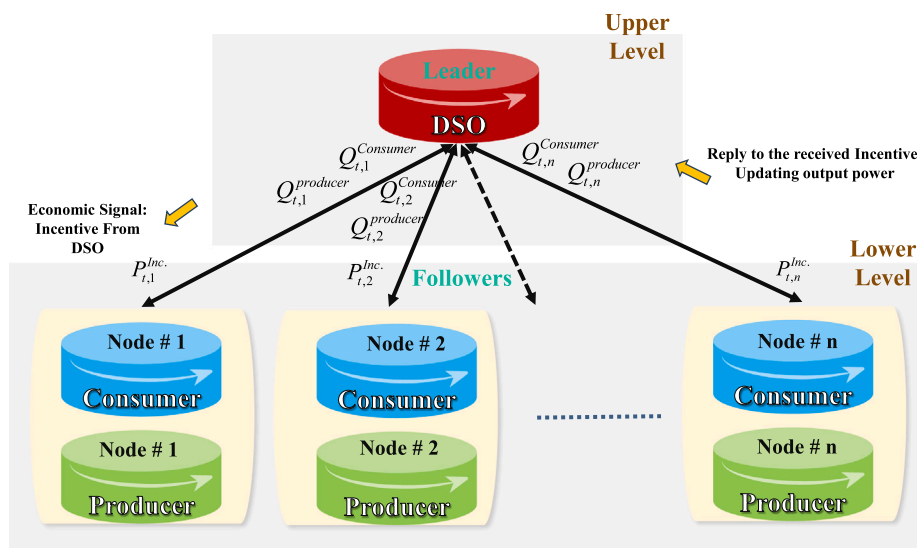 Upper
Level
Leader
DSO
Q_{t,1}^{Consumer}
Q_{t,1}^{producer}
Q_{t,2}^{Consumer}
Q_{t,2}^{producer}
Q_{t,n}^{Consumer}
Q_{t,n}^{producer}
Reply to the received Incentive
Updating output power
Economic Signal:
Incentive From
DSO
P_{t,1}^{Inc.}
P_{t,2}^{Inc.}
Followers
P_{t,n}^{Inc.}
Lower
Level
Node # 1
Consumer
Node # 1
Producer
Node # 2
Consumer
Node # 2
Producer
Node # n
Consumer
Node # n
Producer